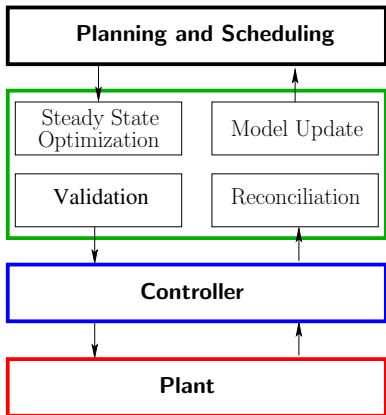 Planning and Scheduling
Steady State
Optimization
Model Update
Validation
Reconciliation
Controller
Plant